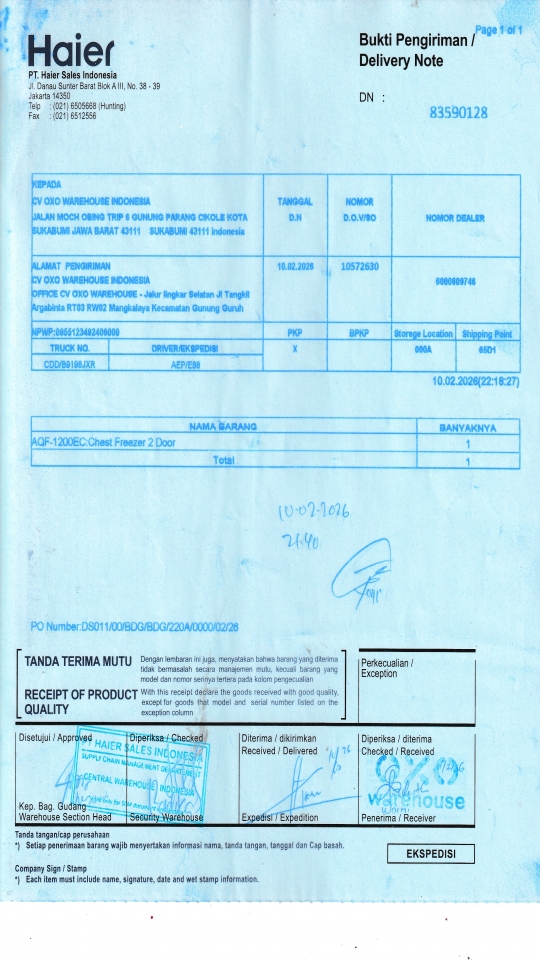 Page 1 of 1
Haier
Bukti Pengiriman /
Delivery Note
PT. Haier Sales Indonesia
Jl. Danau Sunter Barat Blok A III, No. 38 - 39
Jakarta 14350
Telp : (021) 6505668 (Hunting)
Fax : (021) 6512556
DN :
83590128
KEPADA
CV OXO WAREHOUSE INDONESIA
JALAN MOCH OBING TRIP 6 GUNUNG PARANG CIKOLE KOTA
SUKABUMI JAWA BARAT 43111 SUKABUMI 43111 Indonesia
TANGGAL
D.N
NOMOR
D.O.V/SO
NOMOR DEALER
ALAMAT PENGIRIMAN
CV OXO WAREHOUSE INDONESIA
OFFICE CV OXO WAREHOUSE - Jalur lingkar Selatan Jl Tangkil
Argabinta RT03 RW02 Mangkalaya Kecamatan Gunung Guruh
10.02.2026
10572630
6000609746
NPWP:0955123492406000
PKP
BPKP
Storege Location
Shipping Point
TRUCK NO.
DRIVER/EKSPEDISI
X
000A
65D1
CDD/B9198JXR
AEP/E88
10.02.2026(22:18:27)
NAMA BARANG
BANYAKNYA
AQF-1200EC:Chest Freezer 2 Door
1
Total
1
10-02-2026
21.40
PO Number:DS011/00/BDG/BDG/220A/0000/02/26
TANDA TERIMA MUTU
Dengan lembaran ini juga, menyatakan bahwa barang yang diterima
tidak bermasalah secara manajemen mutu, kecuali barang yang
model dan nomor serinya tertera pada kolom pengecualian
RECEIPT OF PRODUCT
QUALITY
With this receipt declare the goods received with good quality,
except for goods that model and serial number listed on the
exception column
Perkecualian /
Exception
Disetujui / Approved
Diperiksa / Checked
Diterima / dikirimkan
Received / Delivered
Diperiksa / diterima
Checked / Received
PT HAIER SALES INDONESIA
SUPPLY CHAIN MANAGEMENT DEPARTEMENT
CENTRAL WAREHOUSE INDONESIA
OXO
warehouse
Kep. Bag. Gudang
Warehouse Section Head
Security Warehouse
Expedisi / Expedition
Penerima / Receiver
Tanda tangan/cap perusahaan
*) Setiap penerimaan barang wajib menyertakan informasi nama, tanda tangan, tanggal dan Cap basah.
EKSPEDISI
Company Sign / Stamp
*) Each item must include name, signature, date and wet stamp information.